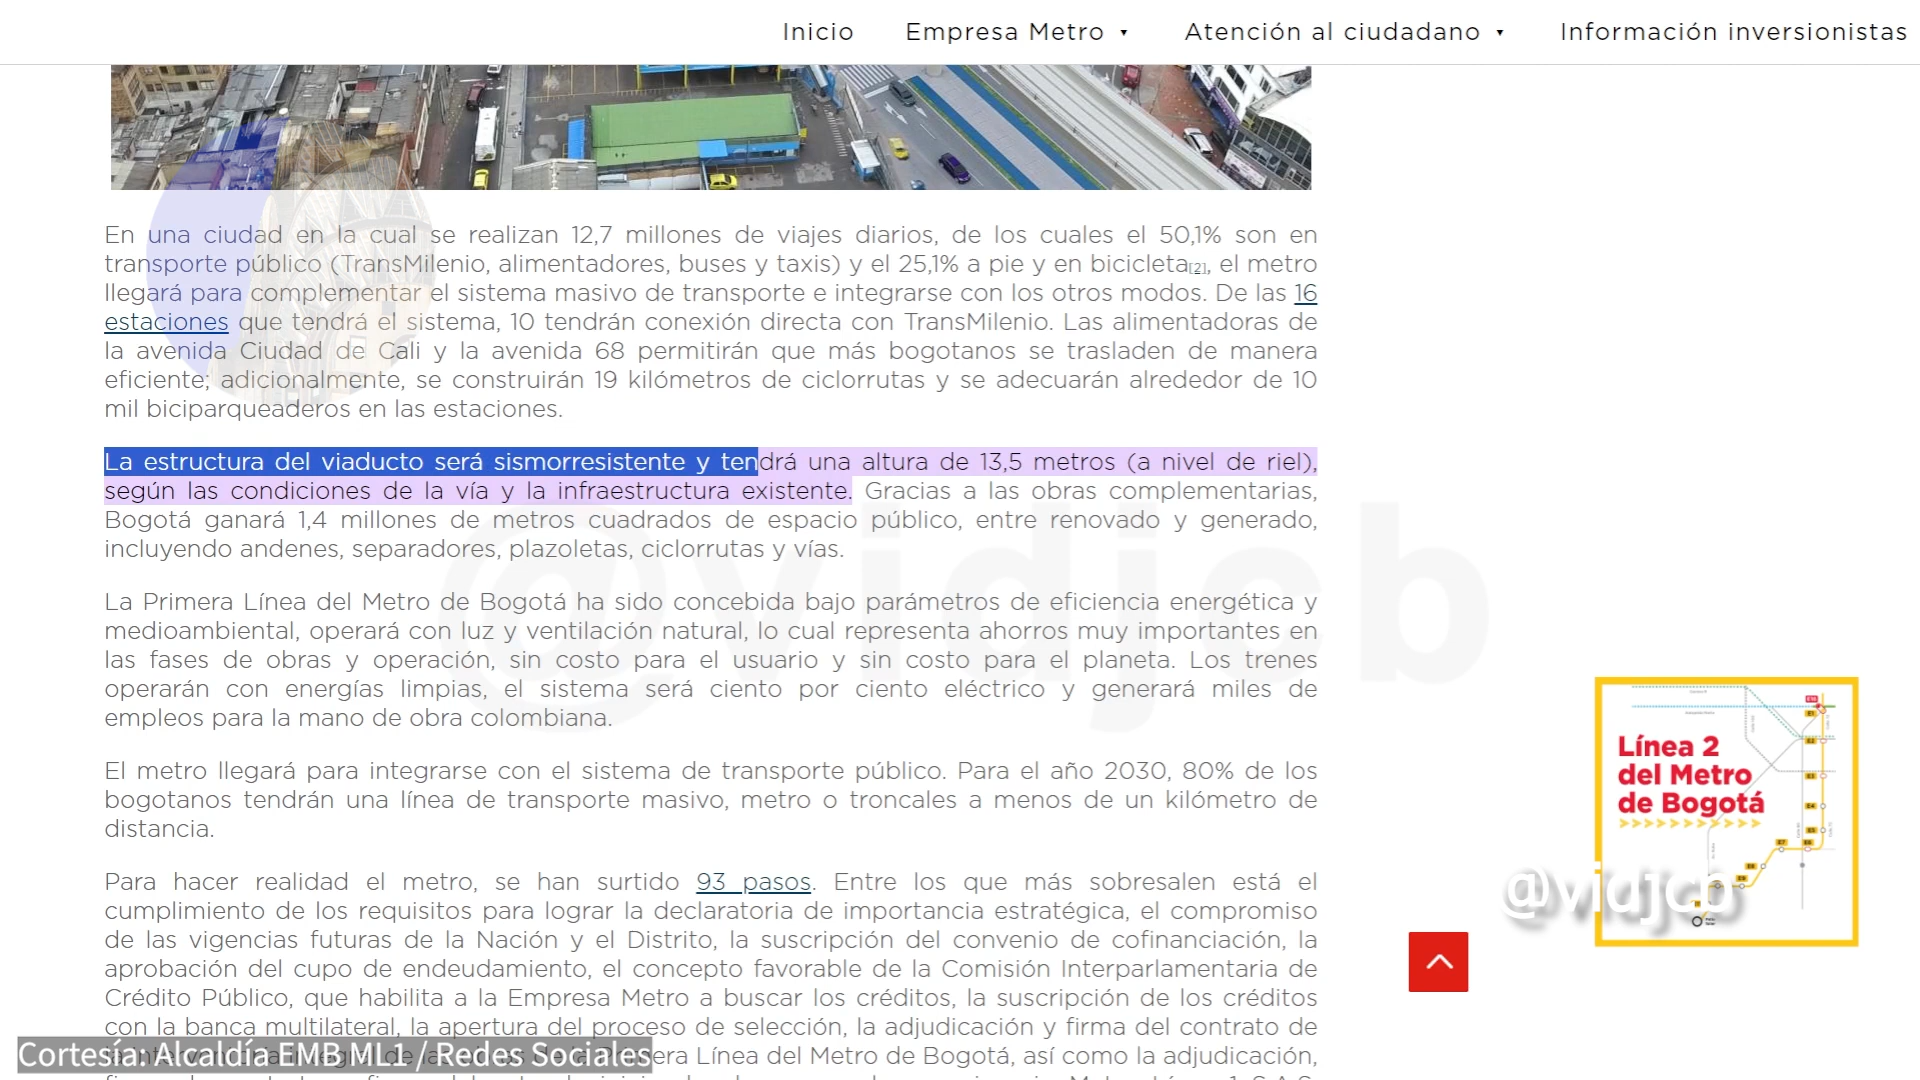 Inicio
Empresa Metro
Atención al ciudadano
Información inversionistas
En una ciudad en la cual se realizan 12,7 millones de viajes diarios, de los cuales el 50,1% son en
transporte público (TransMilenio, alimentadores, buses y taxis) y el 25,1% a pie y en bicicleta[2], el metro
llegará para complementar el sistema masivo de transporte e integrarse con los otros modos. De las 16
estaciones que tendrá el sistema, 10 tendrán conexión directa con TransMilenio. Las alimentadoras de
la avenida Ciudad de Cali y la avenida 68 permitirán que más bogotanos se trasladen de manera
eficiente; adicionalmente, se construirán 19 kilómetros de ciclorrutas y se adecuarán alrededor de 10
mil biciparqueaderos en las estaciones.
La estructura del viaducto será sismorresistente y tendrá una altura de 13,5 metros (a nivel de riel),
según las condiciones de la vía y la infraestructura existente. Gracias a las obras complementarias,
Bogotá ganará 1,4 millones de metros cuadrados de espacio público, entre renovado y generado,
incluyendo andenes, separadores, plazoletas, ciclorrutas y vías.
La Primera Línea del Metro de Bogotá ha sido concebida bajo parámetros de eficiencia energética y
medioambiental, operará con luz y ventilación natural, lo cual representa ahorros muy importantes en
las fases de obras y operación, sin costo para el usuario y sin costo para el planeta. Los trenes
operarán con energías limpias, el sistema será ciento por ciento eléctrico y generará miles de
empleos para la mano de obra colombiana.
El metro llegará para integrarse con el sistema de transporte público. Para el año 2030, 80% de los
bogotanos tendrán una línea de transporte masivo, metro o troncales a menos de un kilómetro de
distancia.
Para hacer realidad el metro, se han surtido 93 pasos. Entre los que más sobresalen está el
cumplimiento de los requisitos para lograr la declaratoria de importancia estratégica, el compromiso
de las vigencias futuras de la Nación y el Distrito, la suscripción del convenio de cofinanciación, la
aprobación del cupo de endeudamiento, el concepto favorable de la Comisión Interparlamentaria de
Crédito Público, que habilita a la Empresa Metro a buscar los créditos, la suscripción de los créditos
con la banca multilateral, la apertura del proceso de selección, la adjudicación y firma del contrato de
Línea del Metro de Bogotá, así como la adjudicación,
Cortesía: Alcaldía EMB ML1 / Redes Sociales
@vidjcb
Línea 2
del Metro
de Bogotá
@vidjcb